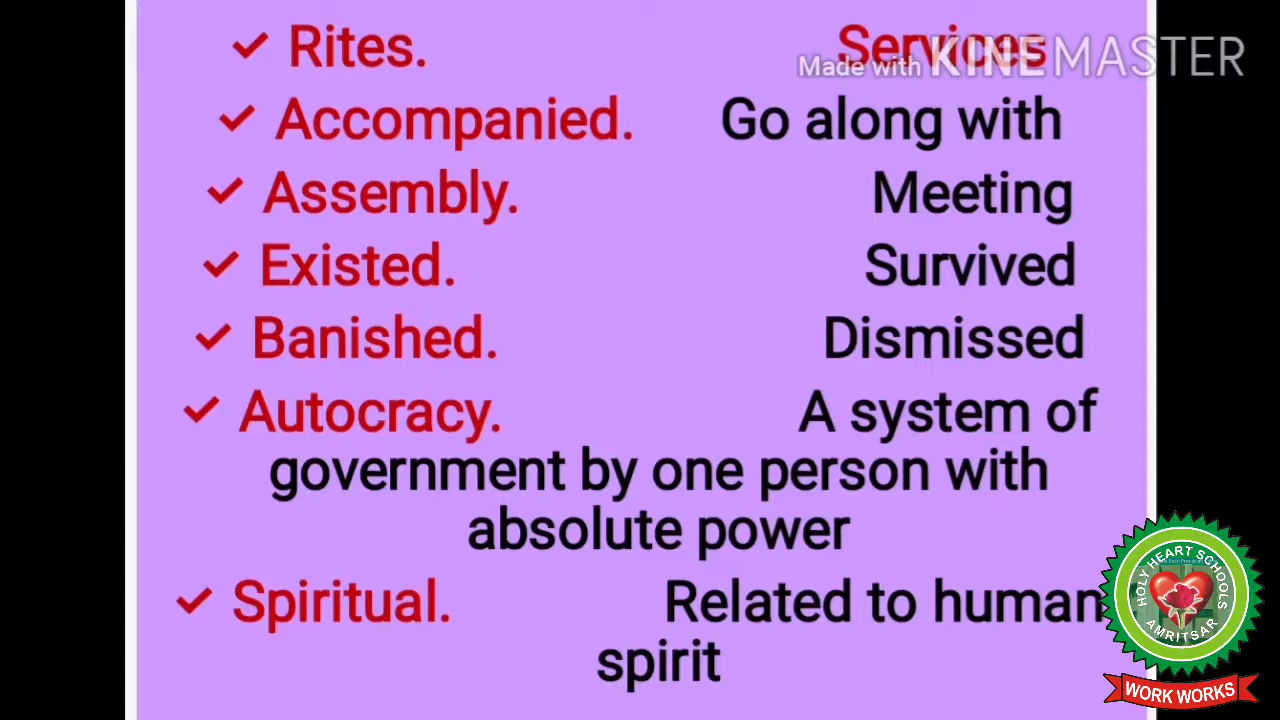 ✓ Rites. Services
Made with KINEMASTER
✓ Accompanied. Go along with
✓ Assembly. Meeting
✓ Existed. Survived
✓ Banished. Dismissed
✓ Autocracy. A system of
government by one person with
absolute power
✓ Spiritual. Related to human
spirit
HOLY HEART SCHOOLS
AMRITSAR
WORK WORKS